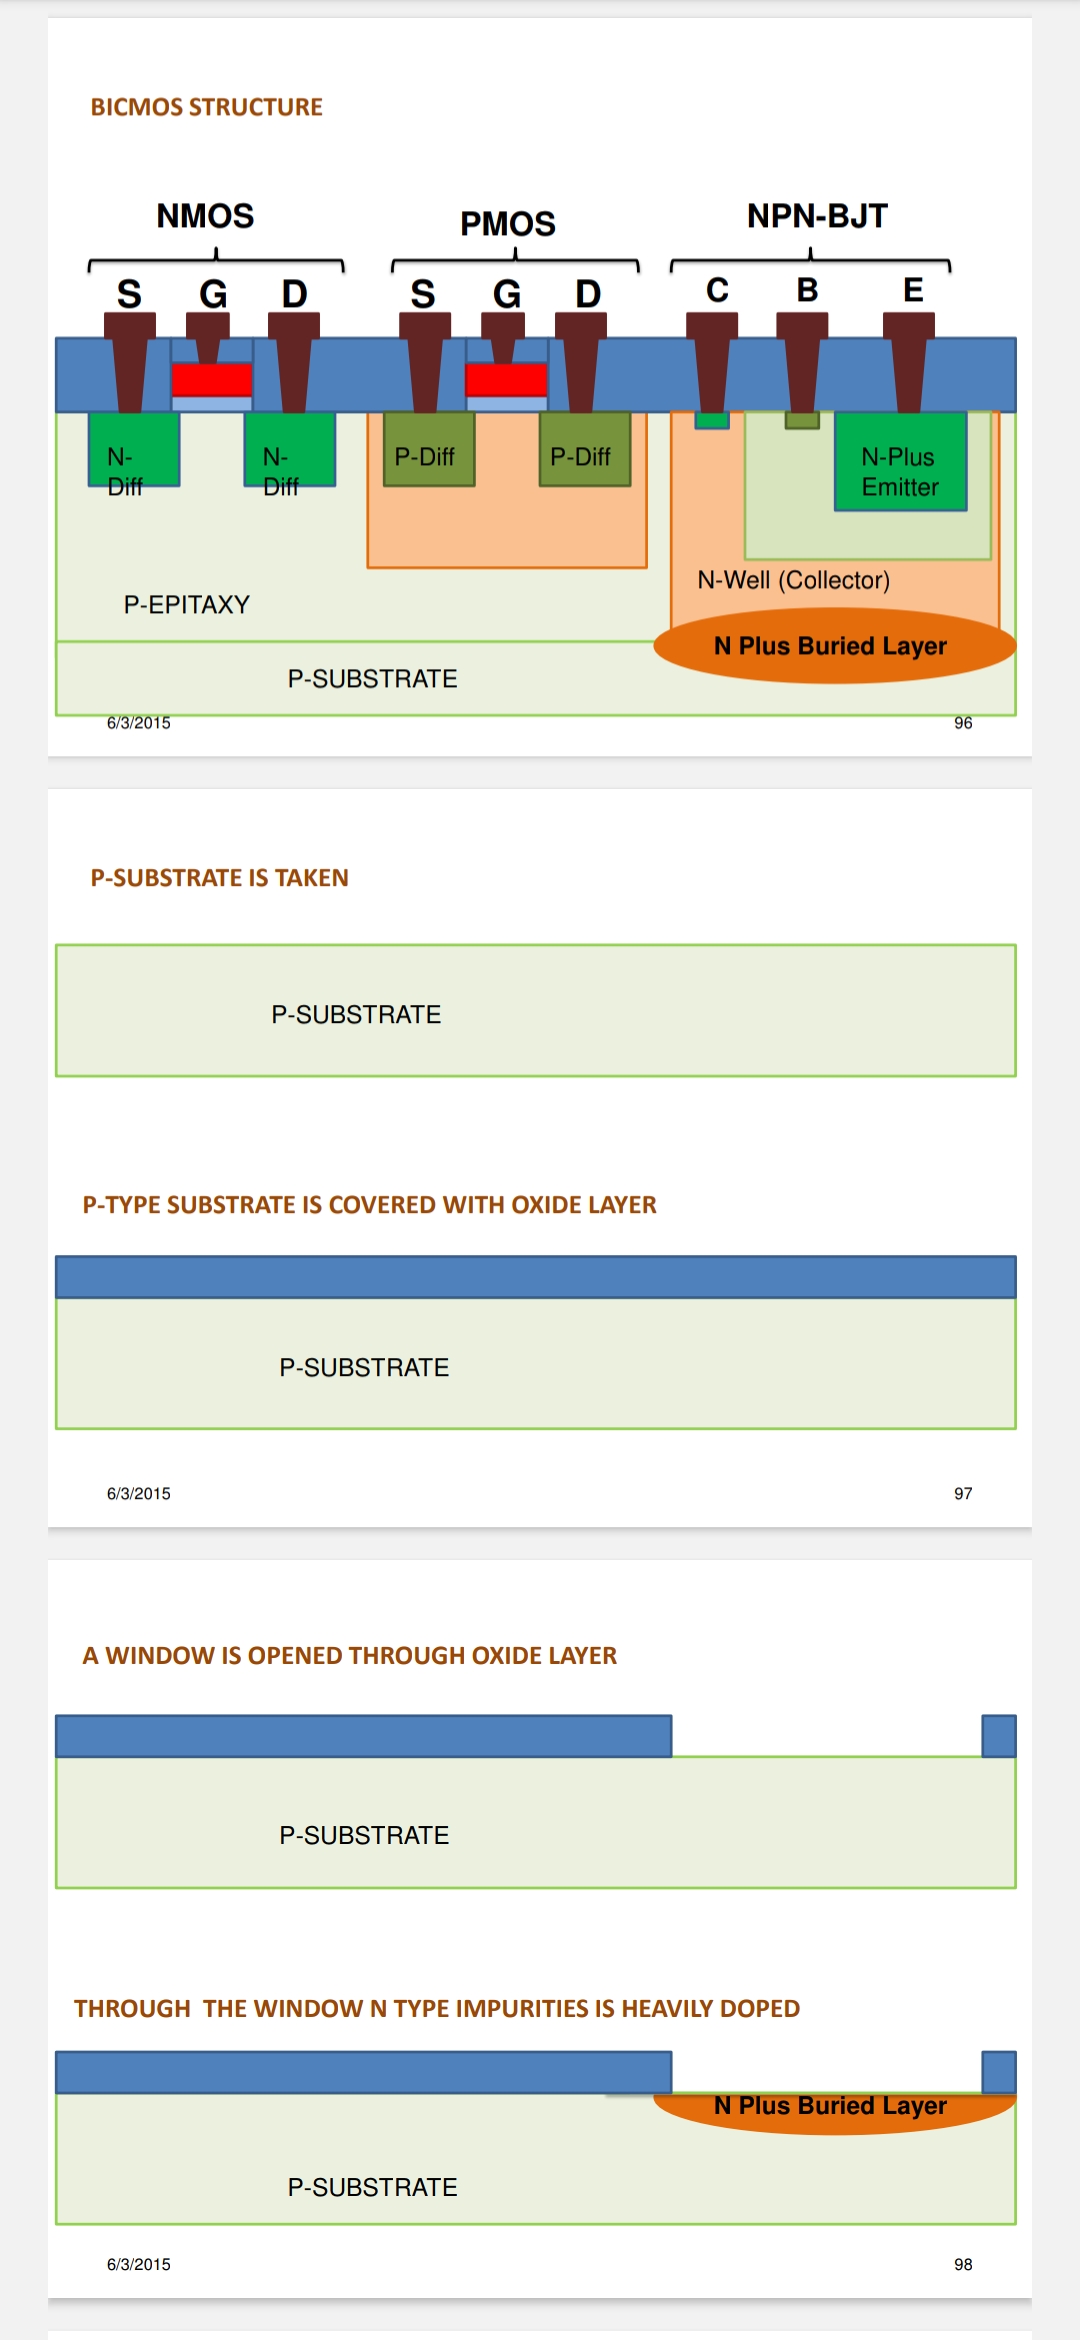 BICMOS STRUCTURE
NMOS PMOS NPN-BJT
S G D S G D C B E
N-
Diff
N-
Diff
P-Diff
P-Diff
N-Plus
Emitter
N-Well (Collector)
P-EPITAXY
N Plus Buried Layer
P-SUBSTRATE
6/3/2015 96
P-SUBSTRATE IS TAKEN
P-SUBSTRATE
P-TYPE SUBSTRATE IS COVERED WITH OXIDE LAYER
P-SUBSTRATE
6/3/2015 97
A WINDOW IS OPENED THROUGH OXIDE LAYER
P-SUBSTRATE
THROUGH THE WINDOW N TYPE IMPURITIES IS HEAVILY DOPED
N Plus Buried Layer
P-SUBSTRATE
6/3/2015 98